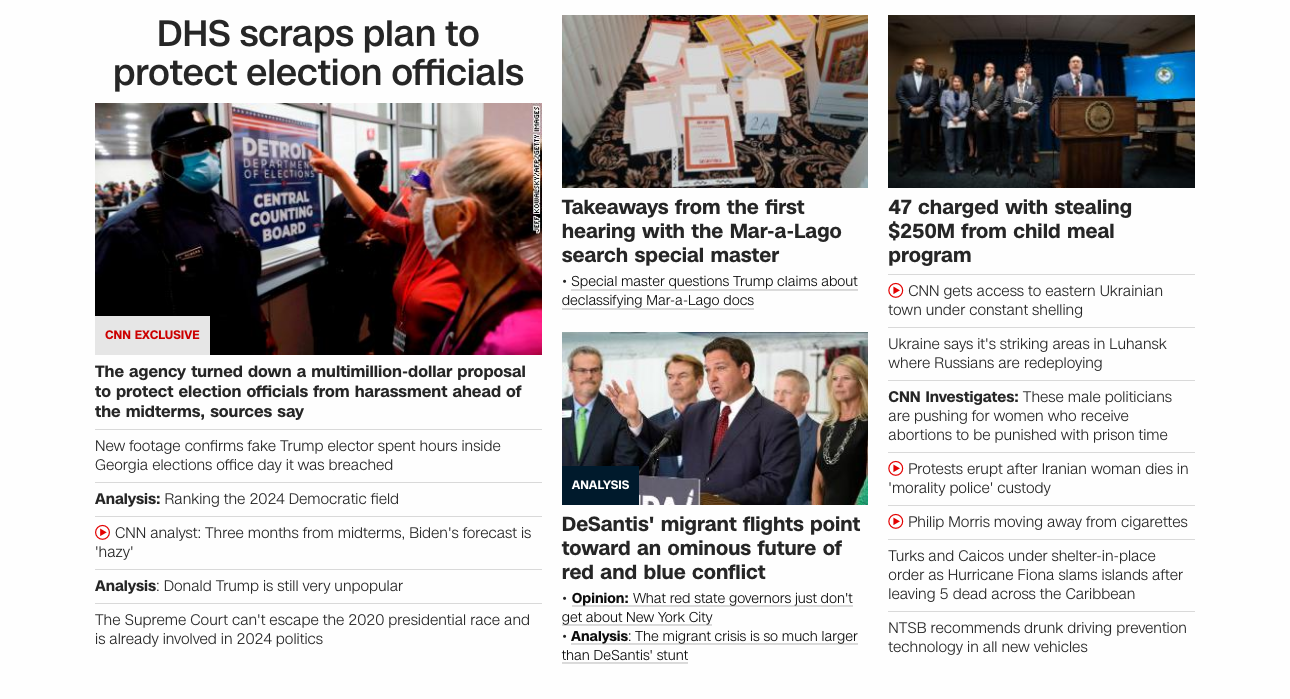 DHS scraps plan to
protect election officials
DETROIT
DEPARTMENT
OF ELECTIONS
CENTRAL
COUNTING
BOARD
JEFF KOWALSKY/AFP/GETTY IMAGES
CNN EXCLUSIVE
The agency turned down a multimillion-dollar proposal
to protect election officials from harassment ahead of
the midterms, sources say
New footage confirms fake Trump elector spent hours inside
Georgia elections office day it was breached
Analysis: Ranking the 2024 Democratic field
CNN analyst: Three months from midterms, Biden's forecast is
'hazy'
Analysis: Donald Trump is still very unpopular
The Supreme Court can't escape the 2020 presidential race and
is already involved in 2024 politics
2A
Takeaways from the first
hearing with the Mar-a-Lago
search special master
• Special master questions Trump claims about
declassifying Mar-a-Lago docs
ANALYSIS
DeSantis' migrant flights point
toward an ominous future of
red and blue conflict
• Opinion: What red state governors just don't
get about New York City
• Analysis: The migrant crisis is so much larger
than DeSantis' stunt
47 charged with stealing
$250M from child meal
program
CNN gets access to eastern Ukrainian
town under constant shelling
Ukraine says it's striking areas in Luhansk
where Russians are redeploying
CNN Investigates: These male politicians
are pushing for women who receive
abortions to be punished with prison time
Protests erupt after Iranian woman dies in
'morality police' custody
Philip Morris moving away from cigarettes
Turks and Caicos under shelter-in-place
order as Hurricane Fiona slams islands after
leaving 5 dead across the Caribbean
NTSB recommends drunk driving prevention
technology in all new vehicles